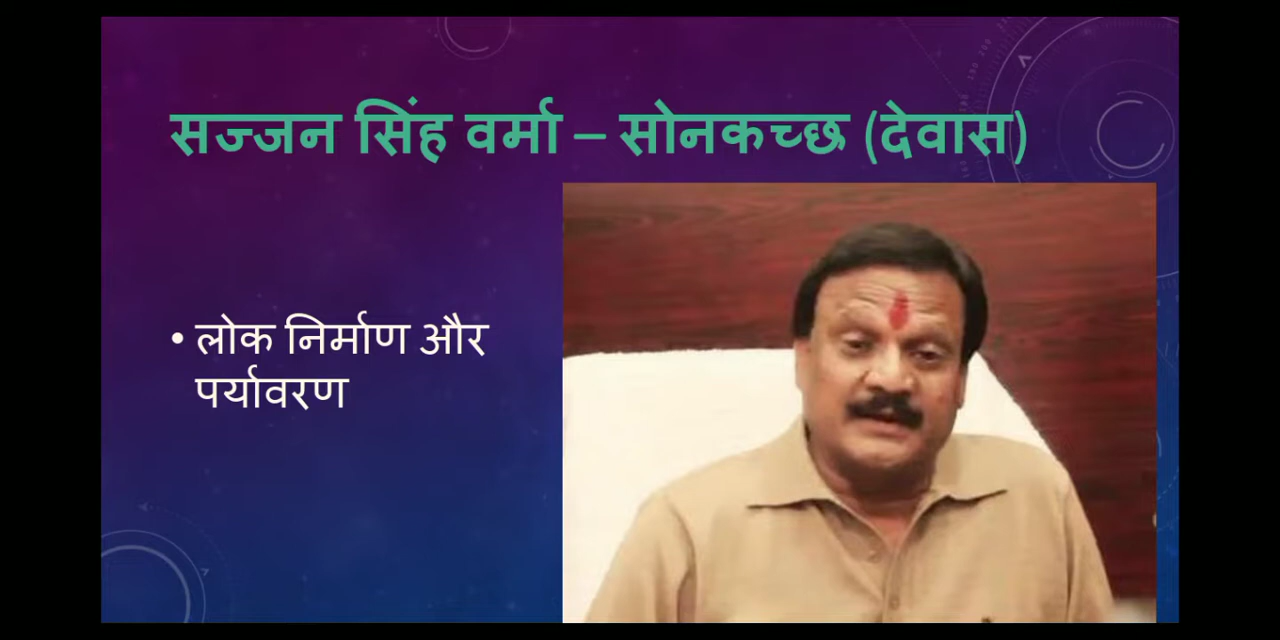 सज्जन सिंह वर्मा – सोनकच्छ (देवास)
• लोक निर्माण और
पर्यावरण